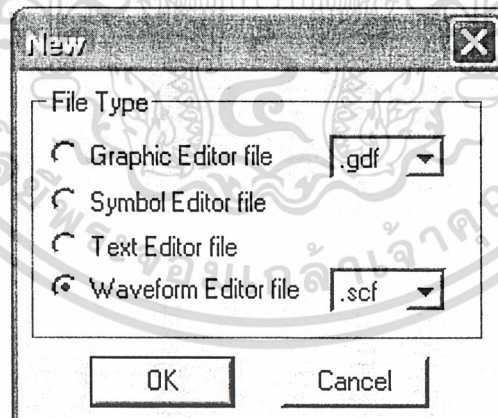 New
File Type
Graphic Editor file .gdf
Symbol Editor file
Text Editor file
Waveform Editor file .scf
OK Cancel